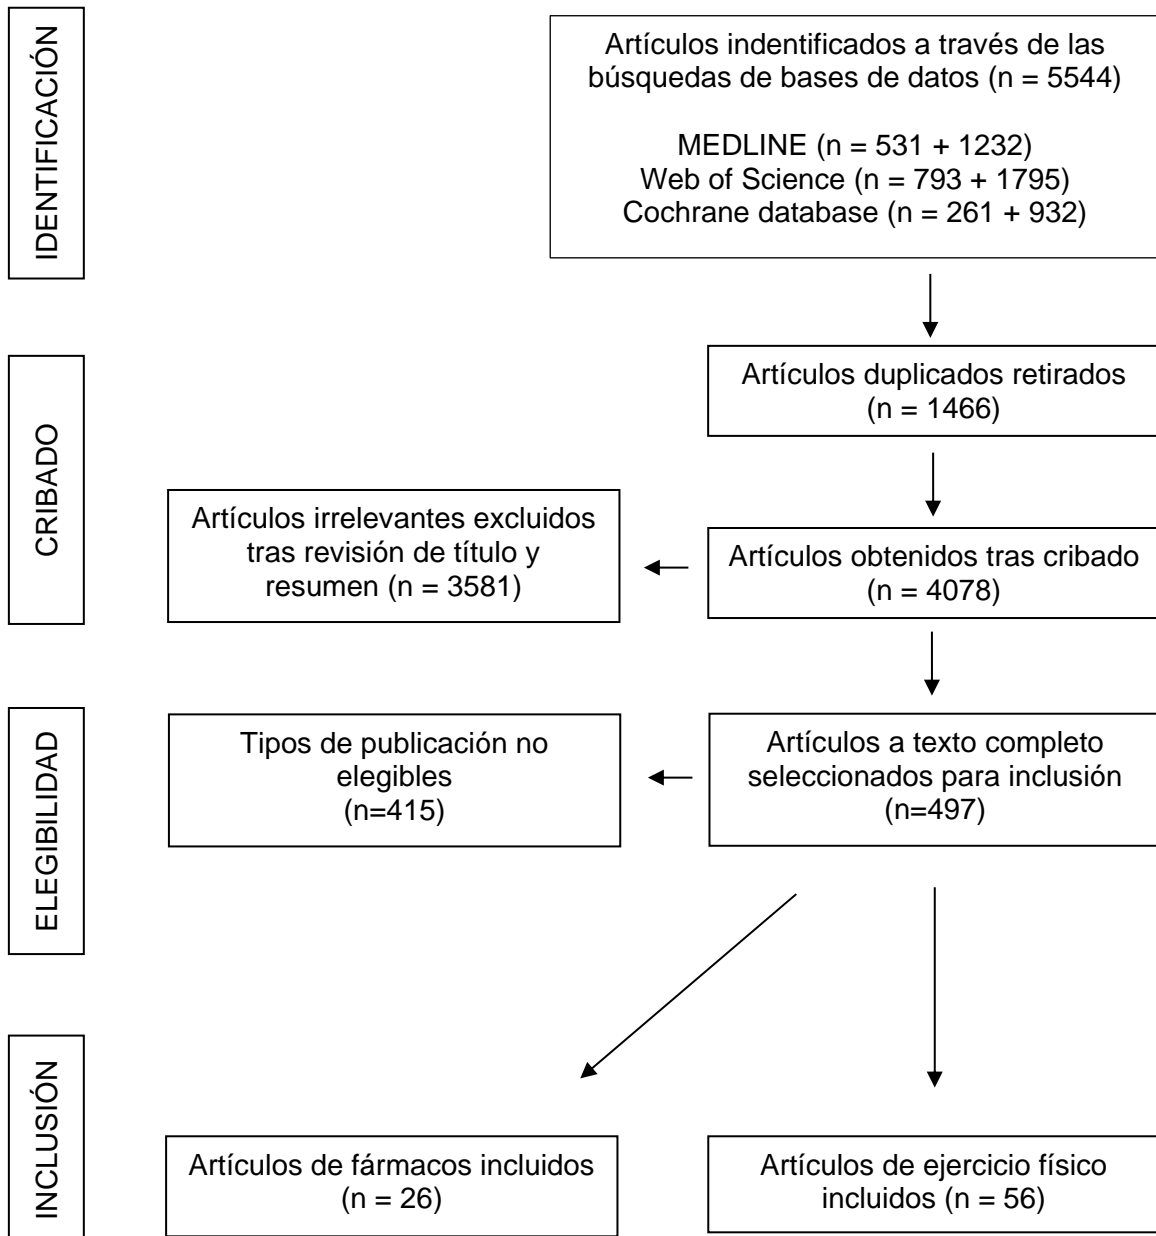 IDENTIFICACIÓN
Artículos indentificados a través de las
búsquedas de bases de datos (n = 5544)
MEDLINE (n = 531 + 1232)
Web of Science (n = 793 + 1795)
Cochrane database (n = 261 + 932)
CRIBADO
Artículos duplicados retirados
(n = 1466)
Artículos irrelevantes excluidos
tras revisión de título y
resumen (n = 3581)
Artículos obtenidos tras cribado
(n = 4078)
ELEGIBILIDAD
Tipos de publicación no
elegibles
(n=415)
Artículos a texto completo
seleccionados para inclusión
(n=497)
INCLUSIÓN
Artículos de fármacos incluidos
(n = 26)
Artículos de ejercicio físico
incluidos (n = 56)